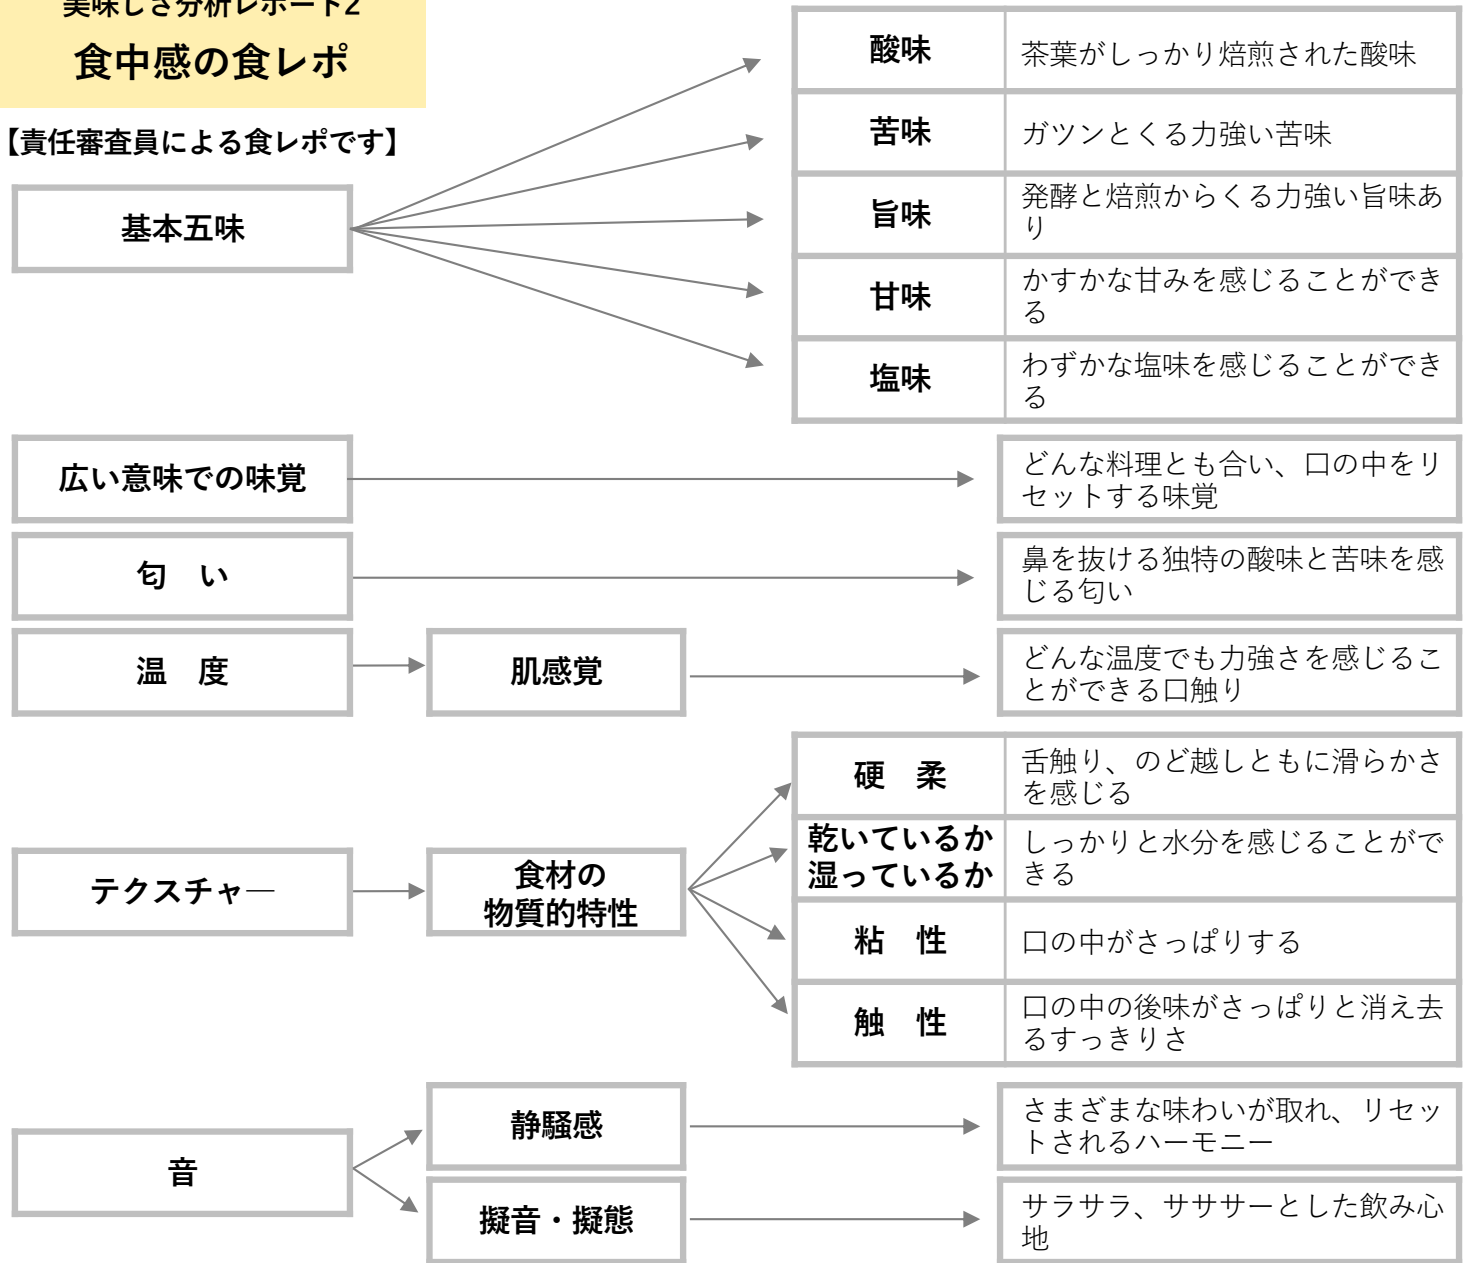 美味しさ分析レポート2
食中感の食レポ
【責任審査員による食レポです】
基本五味
酸味
茶葉がしっかり焙煎された酸味
苦味
ガツンとくる力強い苦味
旨味
発酵と焙煎からくる力強い旨味あ
り
甘味
かすかな甘みを感じることができ
る
塩味
わずかな塩味を感じることができ
る
広い意味での味覚
どんな料理とも合い、口の中をリ
セットする味覚
匂　い
鼻を抜ける独特の酸味と苦味を感
じる匂い
温　度
肌感覚
どんな温度でも力強さを感じるこ
とができる口触り
テクスチャ―
食材の
物質的特性
硬　柔
舌触り、のど越しともに滑らかさ
を感じる
乾いているか
湿っているか
しっかりと水分を感じることがで
きる
粘　性
口の中がさっぱりする
触　性
口の中の後味がさっぱりと消え去
るすっきりさ
音
静騒感
さまざまな味わいが取れ、リセッ
トされるハーモニー
擬音・擬態
サラサラ、サササーとした飲み心
地